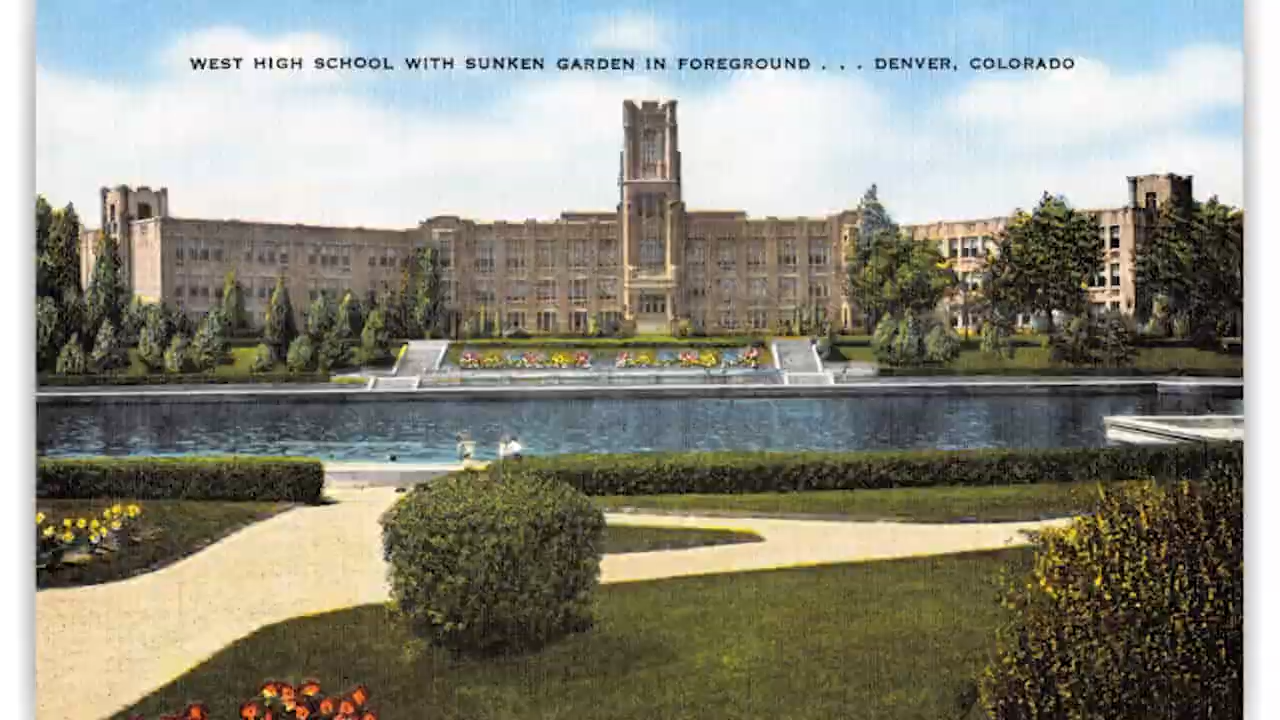 WEST HIGH SCHOOL WITH SUNKEN GARDEN IN FOREGROUND . . . DENVER, COLORADO